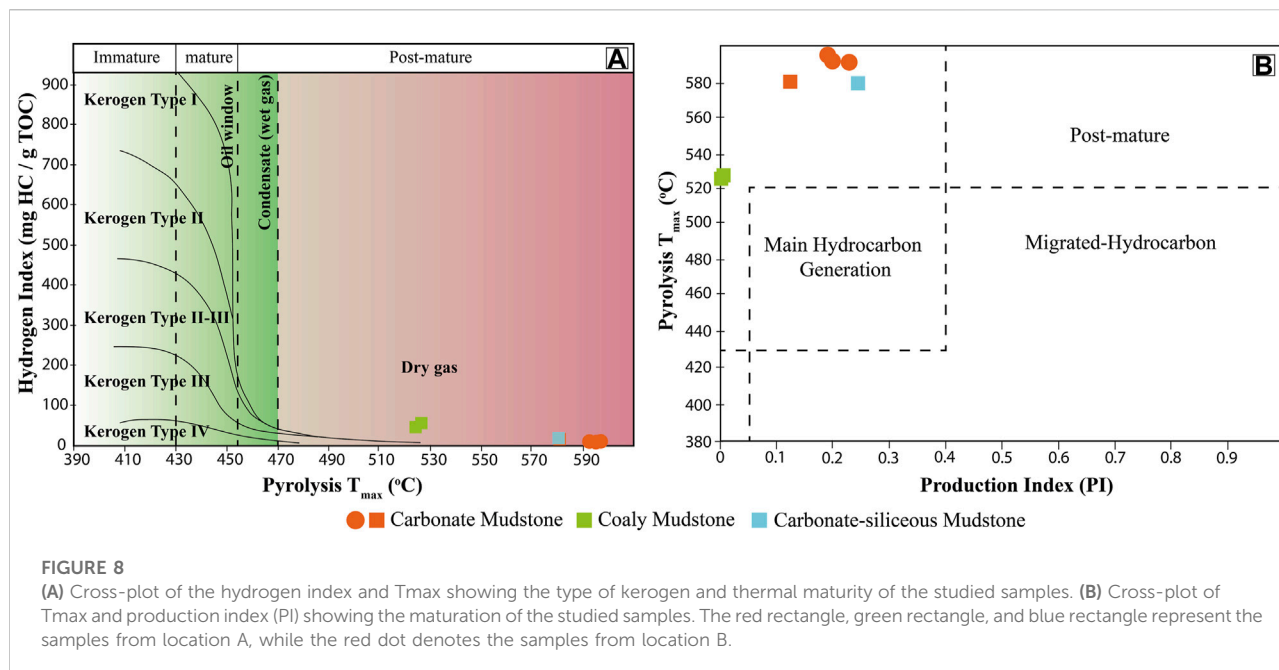 Immature
mature
Post-mature
A
Kerogen Type I
Kerogen Type II
Kerogen Type II-III
Kerogen Type III
Kerogen Type IV
Oil window
Condensate (wet gas)
Dry gas
900
800
700
600
500
400
300
200
100
0
Hydrogen Index (mg HC / g TOC)
390 410 430 450 470 510 530 550 570 590
Pyrolysis Tmax (oC)
B
Post-mature
Main Hydrocarbon
Generation
Migrated-Hydrocarbon
580
560
540
520
500
480
460
440
420
400
380
Pyrolysis Tmax (oC)
0 0.1 0.2 0.3 0.4 0.5 0.6 0.7 0.8 0.9
Production Index (PI)
Carbonate Mudstone Coaly Mudstone Carbonate-siliceous Mudstone
FIGURE 8
(A) Cross-plot of the hydrogen index and Tmax showing the type of kerogen and thermal maturity of the studied samples. (B) Cross-plot of
Tmax and production index (PI) showing the maturation of the studied samples. The red rectangle, green rectangle, and blue rectangle represent the
samples from location A, while the red dot denotes the samples from location B.